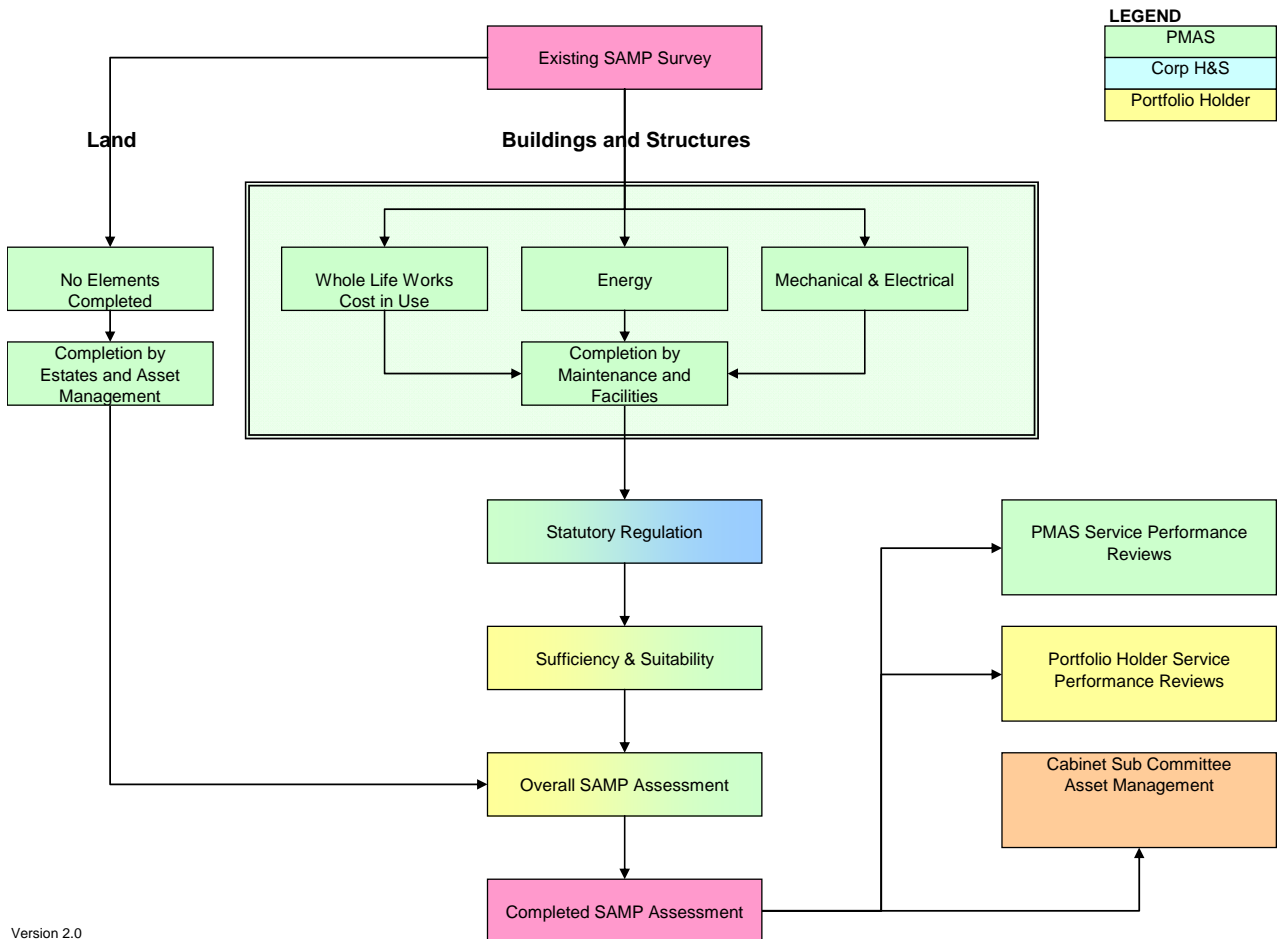 LEGEND
PMAS
Corp H&S
Portfolio Holder
Existing SAMP Survey
Land
Buildings and Structures
No Elements
Completed
Whole Life Works
Cost in Use
Energy
Mechanical & Electrical
Completion by
Estates and Asset
Management
Completion by
Maintenance and
Facilities
Statutory Regulation
PMAS Service Performance
Reviews
Sufficiency & Suitability
Portfolio Holder Service
Performance Reviews
Overall SAMP Assessment
Cabinet Sub Committee
Asset Management
Completed SAMP Assessment
Version 2.0